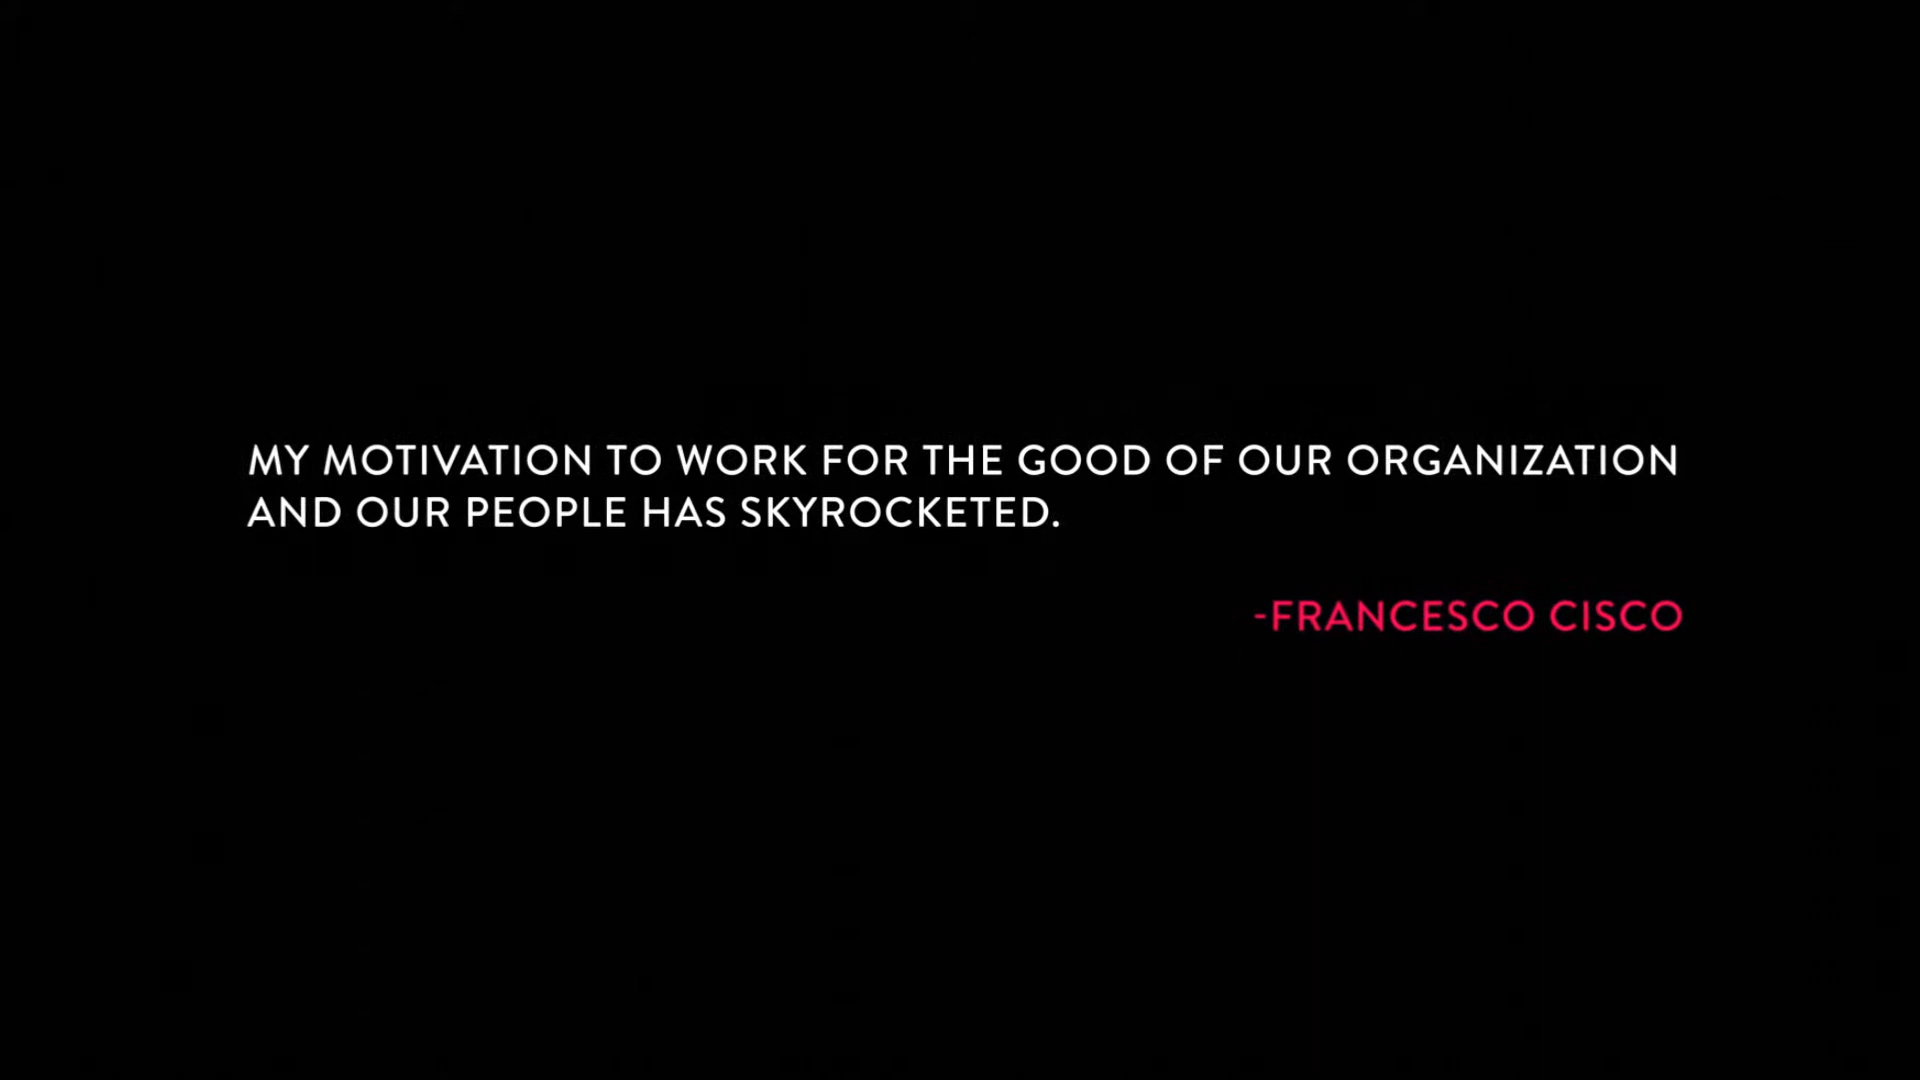 MY MOTIVATION TO WORK FOR THE GOOD OF OUR ORGANIZATION
AND OUR PEOPLE HAS SKYROCKETED.
-FRANCESCO CISCO